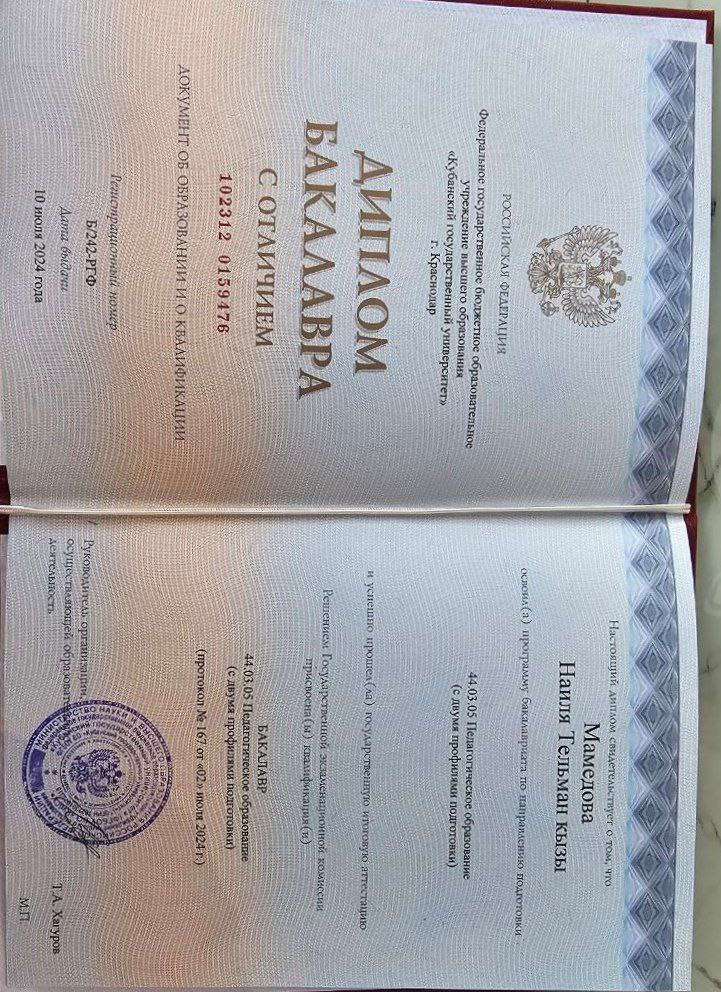 РОССИЙСКАЯ ФЕДЕРАЦИЯ
Федеральное государственное бюджетное образовательное
учреждение высшего образования
«Кубанский государственный университет»
г. Краснодар
ДИПЛОМ
БАКАЛАВРА
С ОТЛИЧИЕМ
102312 0159476
ДОКУМЕНТ ОБ ОБРАЗОВАНИИ И О КВАЛИФИКАЦИИ
Регистрационный номер
Б/242-РГФ
Дата выдачи
10 июля 2024 года
Настоящий диплом свидетельствует о том, что
Мамедова
Наиля Тельман кызы
освоил(а) программу бакалавриата по направлению подготовки
44.03.05 Педагогическое образование
(с двумя профилями подготовки)
и успешно прошел(ла) государственную итоговую аттестацию
Решением Государственной экзаменационной комиссии
присвоена(ы) квалификация(и)
БАКАЛАВР
44.03.05 Педагогическое образование
(с двумя профилями подготовки)
(протокол № 167 от «02» июля 2024 г.)
Руководитель организации,
осуществляющей образовательную
деятельность
Т.А. Хагуров
М.П.